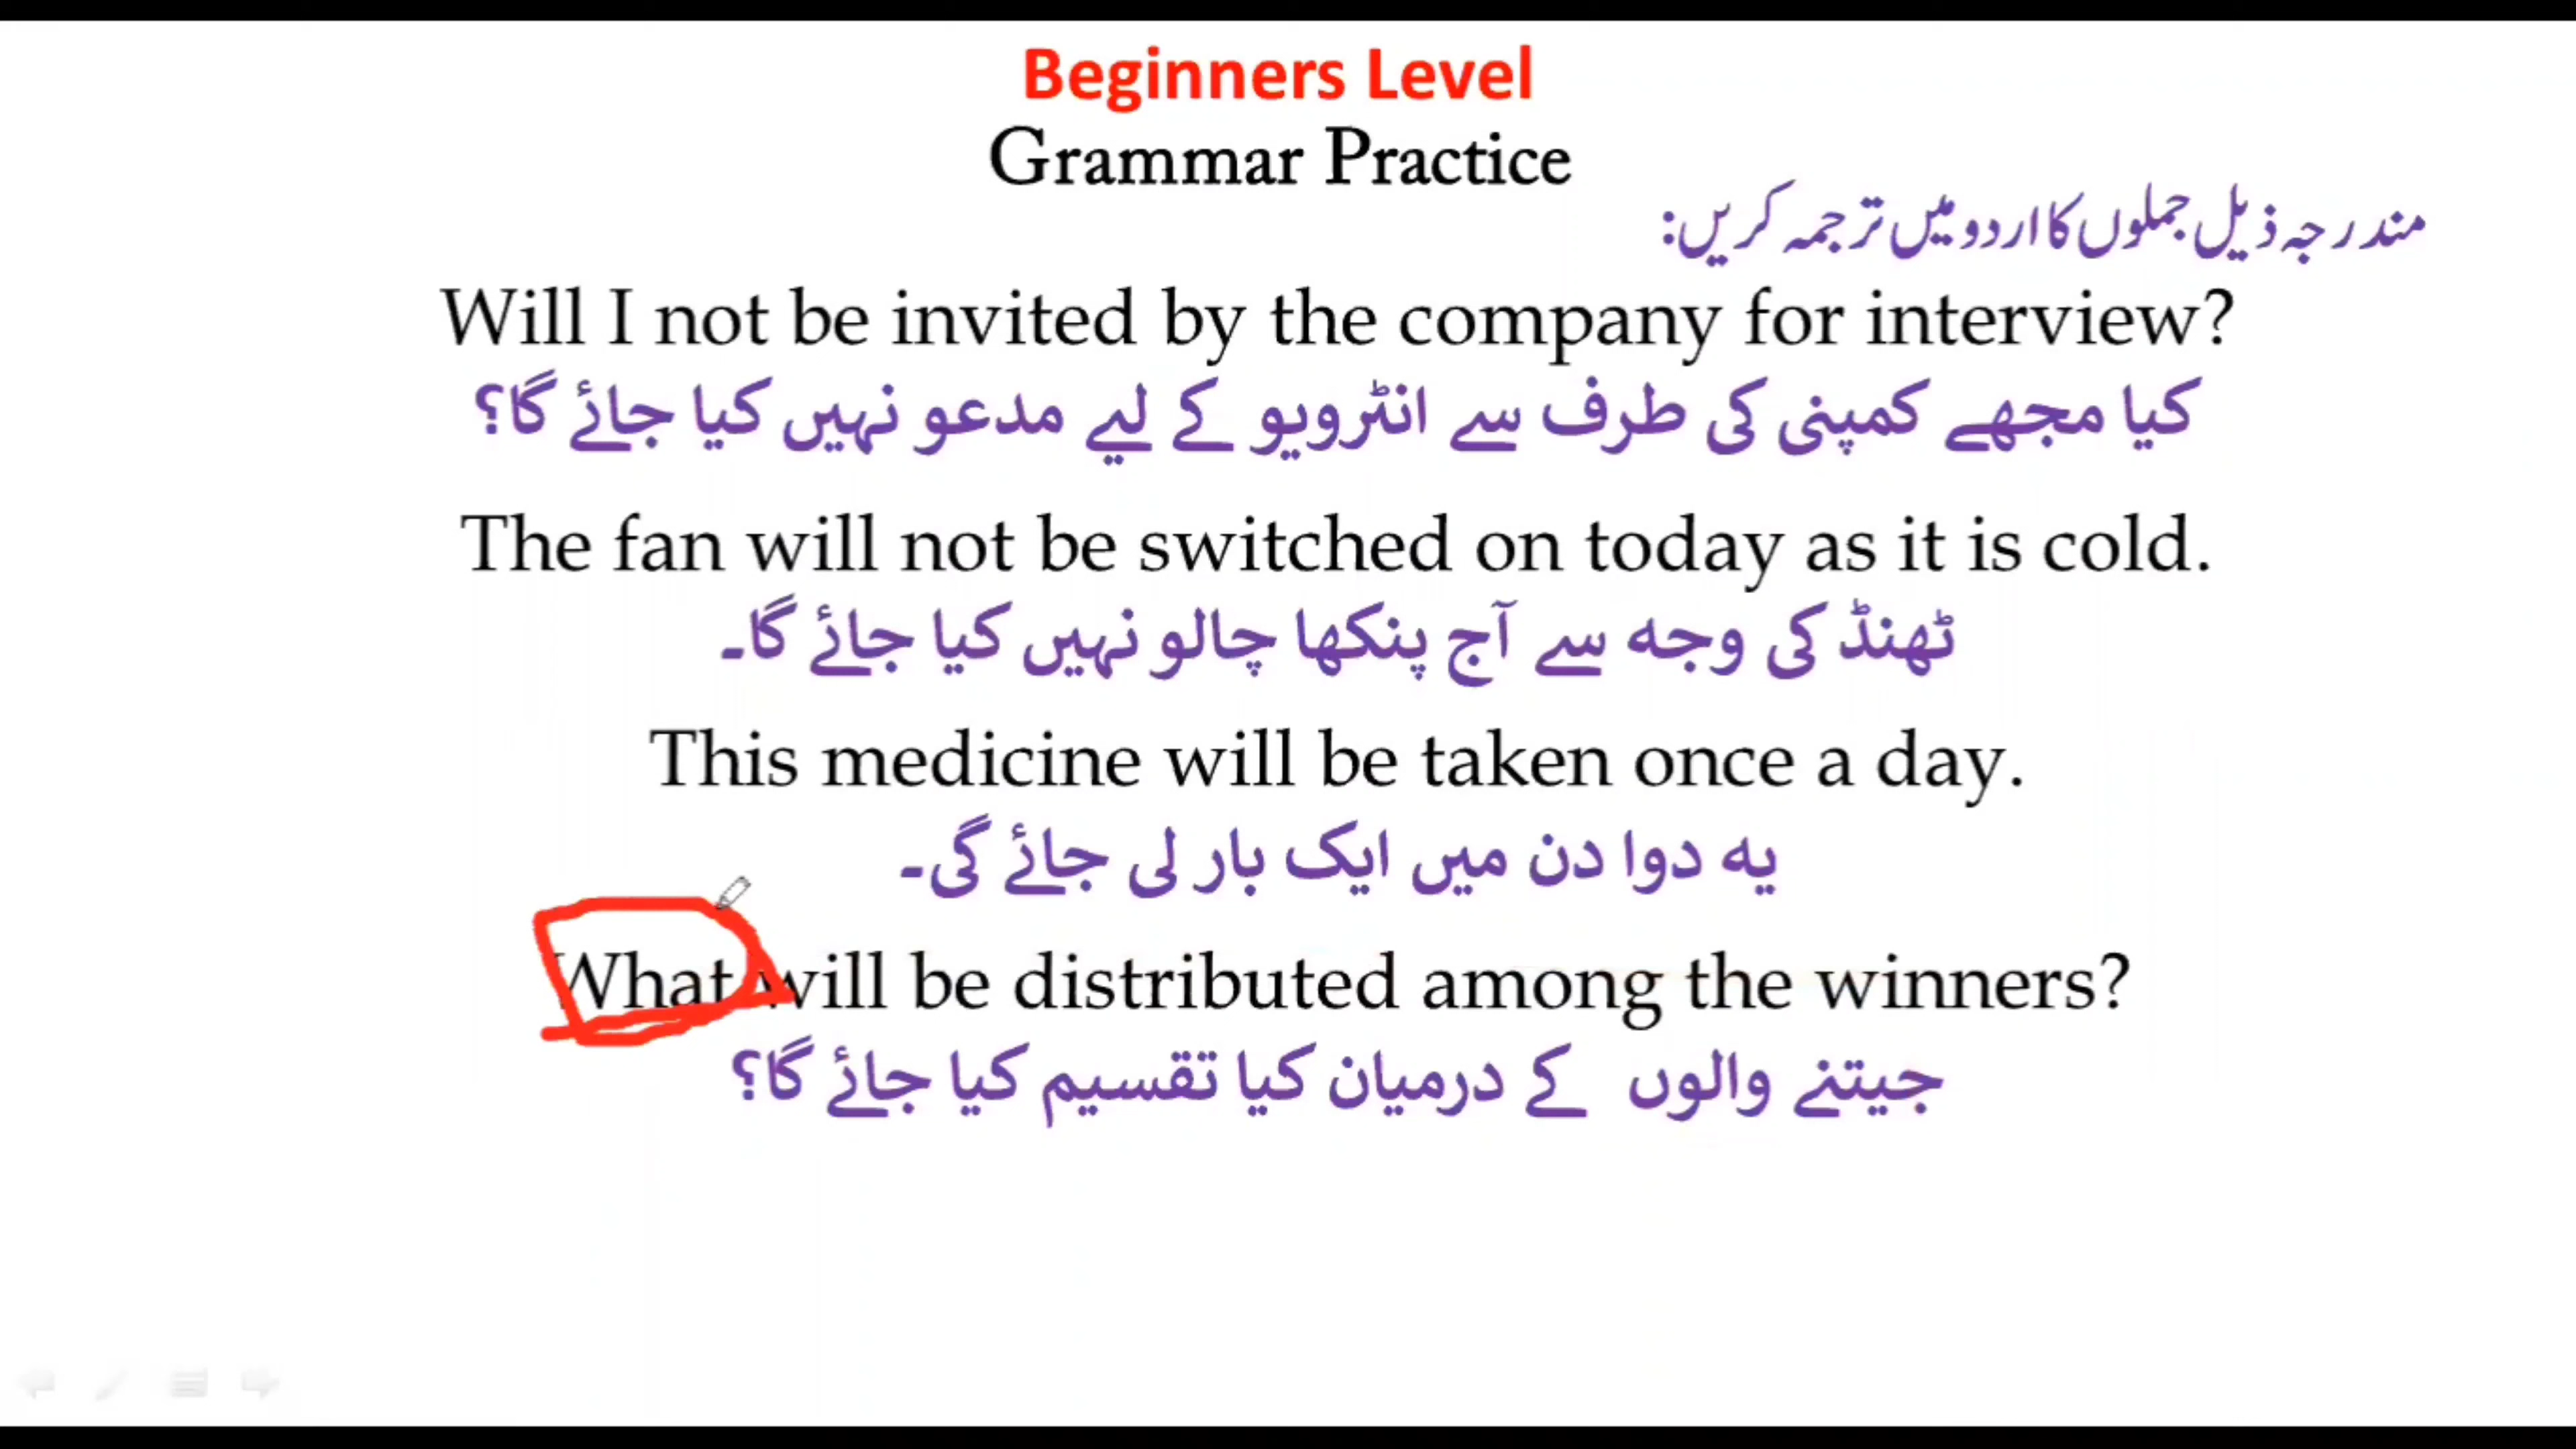 Beginners Level
Grammar Practice
مندرجہ ذیل جملوں کا اردو میں ترجمہ کریں:
Will I not be invited by the company for interview?
کیا مجھے کمپنی کی طرف سے انٹرویو کے لیے مدعو نہیں کیا جائے گا؟
The fan will not be switched on today as it is cold.
ٹھنڈ کی وجہ سے آج پنکھا چالو نہیں کیا جائے گا۔
This medicine will be taken once a day.
یہ دوا دن میں ایک بار لی جائے گی۔
What will be distributed among the winners?
جیتنے والوں کے درمیان کیا تقسیم کیا جائے گا؟